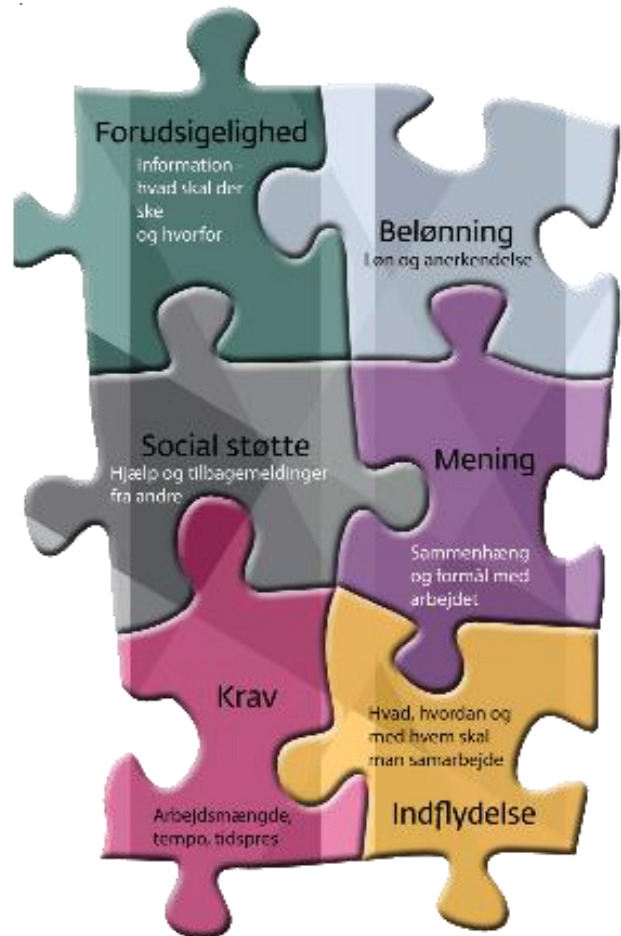 Forudsigelighed
Information -
hvad skal der
ske
og hvorfor
Belønning
Løn og anerkendelse
Social støtte
Hjælp og tilbagemeldinger
fra andre
Mening
Sammenhæng
og formål med
arbejdet
Krav
Arbejdsmængde,
tempo, tidspres
Hvad, hvordan og
med hvem skal
man samarbejde
Indflydelse